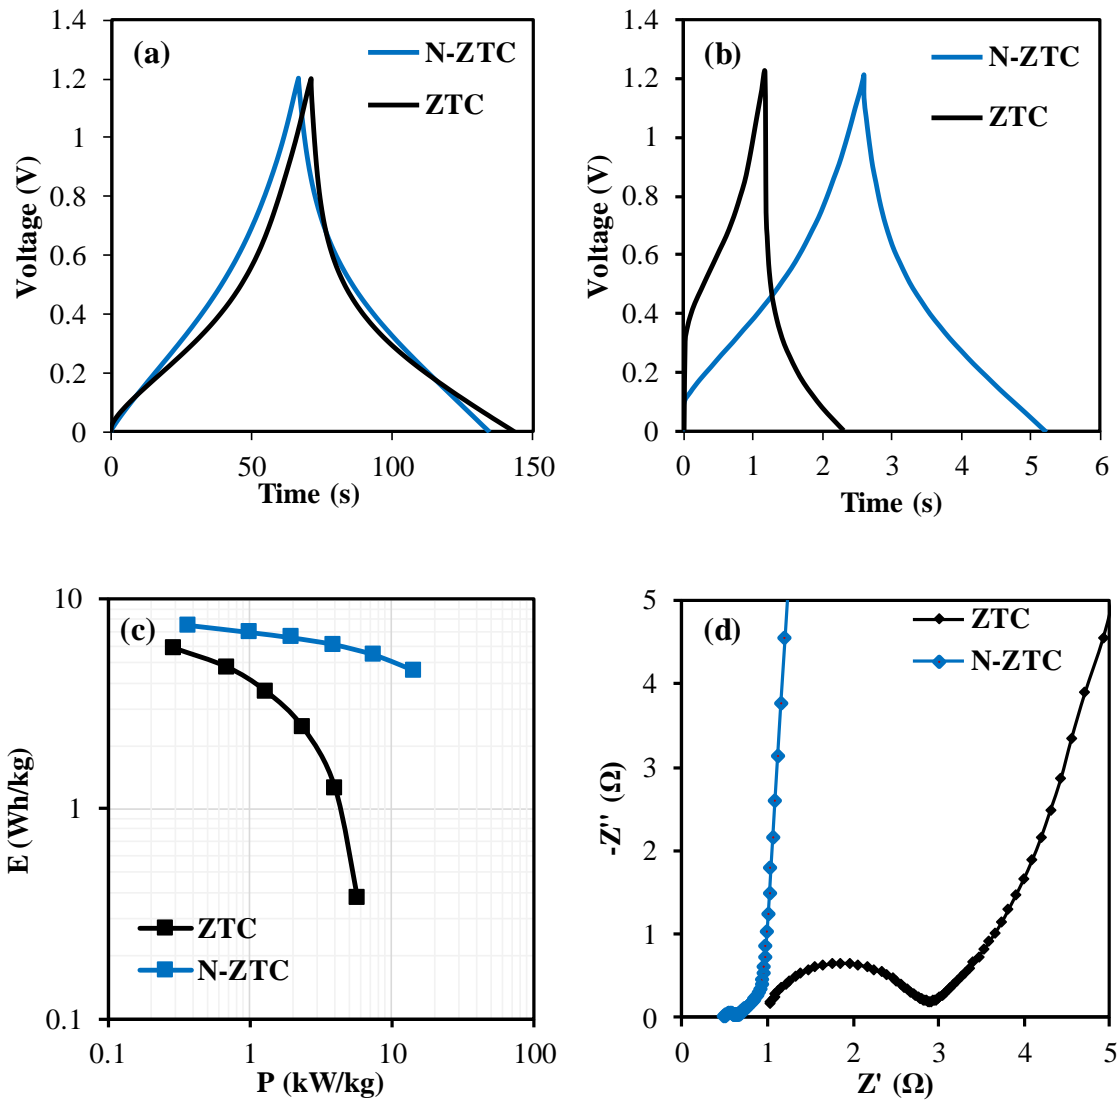 1.4
1.2
1
0.8
0.6
0.4
0.2
0
Voltage (V)
(a)
N-ZTC
ZTC
0 50 100 150
Time (s)
1.4
1.2
1
0.8
0.6
0.4
0.2
0
Voltage (V)
(b)
N-ZTC
ZTC
0 1 2 3 4 5 6
Time (s)
10
1
0.1
E (Wh/kg)
(c)
ZTC
N-ZTC
0.1 1 10 100
P (kW/kg)
5
4
3
2
1
0
-Z'' (Ω)
(d)
ZTC
N-ZTC
0 1 2 3 4 5
Z' (Ω)